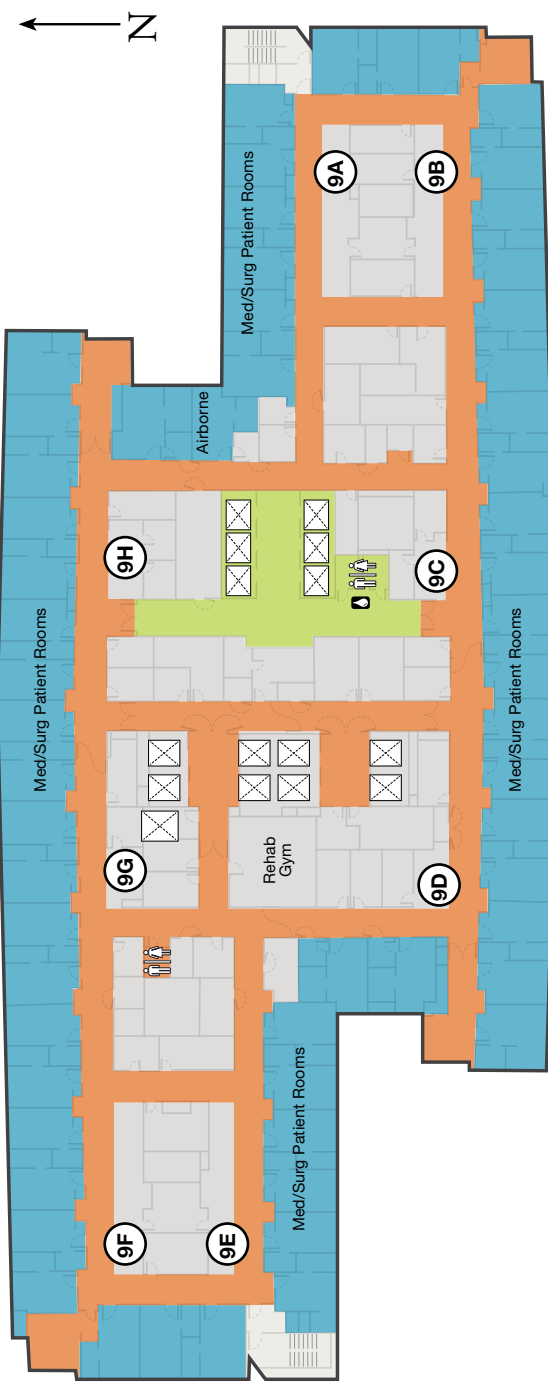 N
Med/Surg Patient Rooms
Airborne
9A
9B
Med/Surg Patient Rooms
9H
9C
Med/Surg Patient Rooms
9G
Rehab
Gym
9D
Med/Surg Patient Rooms
9F
9E